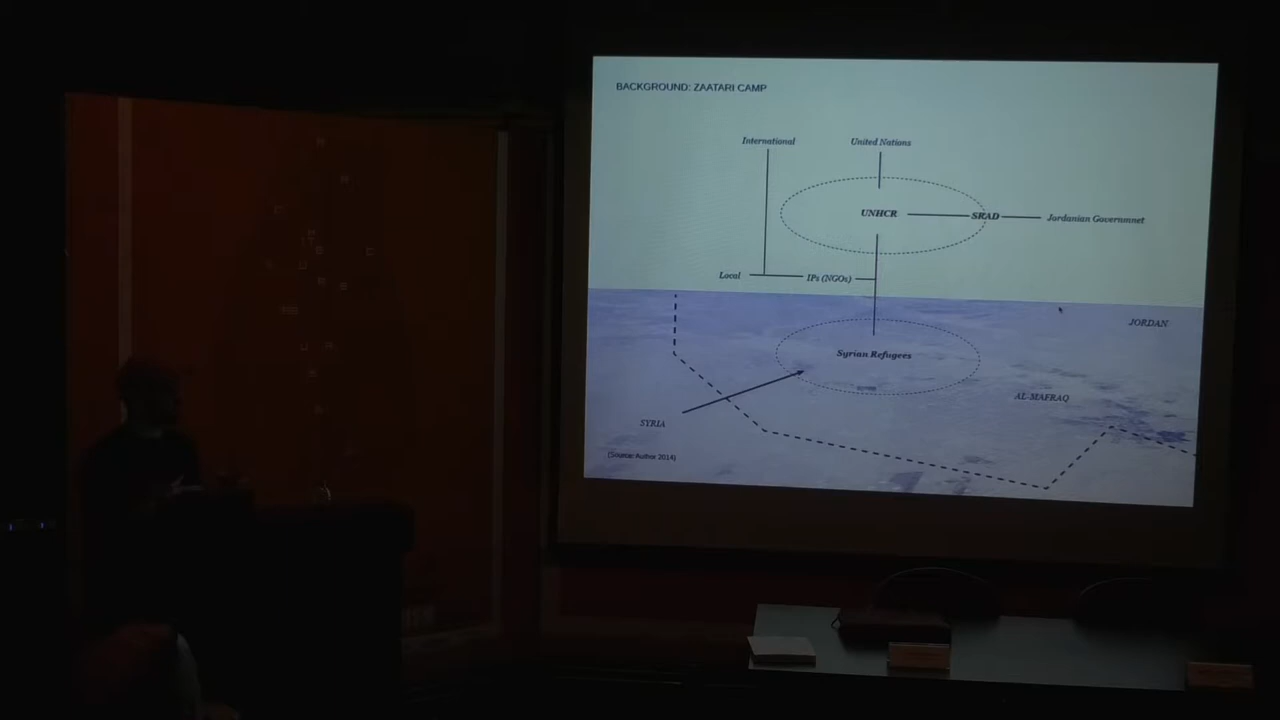 BACKGROUND: ZAATARI CAMP
International
United Nations
UNHCR
SRAD
Jordanian Governmnet
Local
IPs (NGOs)
JORDAN
Syrian Refugees
AL-MAFRAQ
SYRIA
(Source: Author 2014)